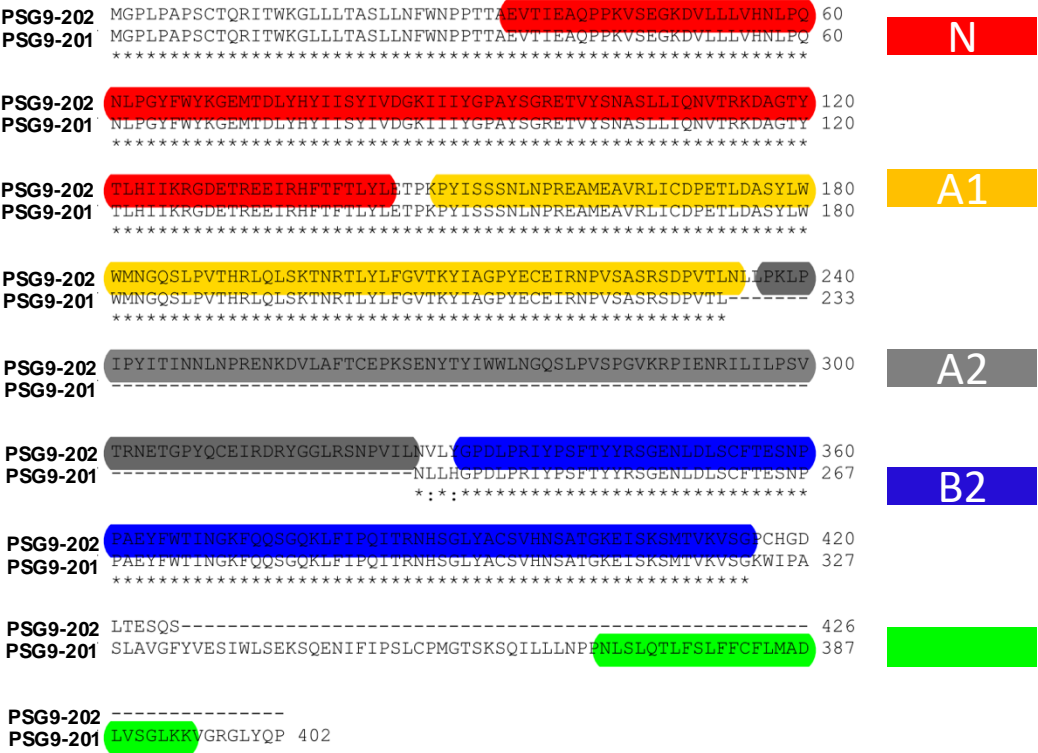 PSG9-202 MGPLPAPSCTQRITWKGLLLTASLLNFWNPPTTAEVTIEAQPPKVSEGKDVLLLVHNLPQ 60
PSG9-201 MGPLPAPSCTQRITWKGLLLTASLLNFWNPPTTAEVTIEAQPPKVSEGKDVLLLVHNLPQ 60
************************************************************
N
PSG9-202 NLPGYFWYKGEMTDLYHYIISYIVDGKIIIYGPAYSGRETVYSNASLLIQNVTRKDAGTY 120
PSG9-201 NLPGYFWYKGEMTDLYHYIISYIVDGKIIIYGPAYSGRETVYSNASLLIQNVTRKDAGTY 120
************************************************************
PSG9-202 TLHIIKRGDETREEIRHFTFTLYLETPKPYISSSNLNPREAMEAVRLICDPETLDASYLW 180
PSG9-201 TLHIIKRGDETREEIRHFTFTLYLETPKPYISSSNLNPREAMEAVRLICDPETLDASYLW 180
************************************************************
A1
PSG9-202 WMNGQSLPVTHRLQLSKTNRTLYLFGVTKYIAGPYECEIRNPVSASRSDPVTLNLLPKLP 240
PSG9-201 WMNGQSLPVTHRLQLSKTNRTLYLFGVTKYIAGPYECEIRNPVSASRSDPVTL------- 233
*****************************************************
PSG9-202 IPYITINNLNPRENKDVLAFTCEPKSENYTYIWWLNGQSLPVSPGVKRPIENRILILPSV 300
PSG9-201 ------------------------------------------------------------
A2
PSG9-202 TRNETGPYQCEIRDRYGGLRSNPVILNVLYGPDLPRIYPSFTYYRSGENLDLSCFTESNP 360
PSG9-201 --------------------------NLLHGPDLPRIYPSFTYYRSGENLDLSCFTESNP 267
*:*:******************************
B2
PSG9-202 PAEYFWTINGKFQQSGQKLFIPQITRNHSGLYACSVHNSATGKEISKSMTVKVSGPCHGD 420
PSG9-201 PAEYFWTINGKFQQSGQKLFIPQITRNHSGLYACSVHNSATGKEISKSMTVKVSGKWIPA 327
*******************************************************
PSG9-202 LTESQS------------------------------------------------------ 426
PSG9-201 SLAVGFYVESIWLSEKSQENIFIPSLCPMGTSKSQILLLNPPNLSLQTLFSLFFCFLMAD 387
PSG9-202 ---------------
PSG9-201 LVSGLKKVGRGLYQP 402